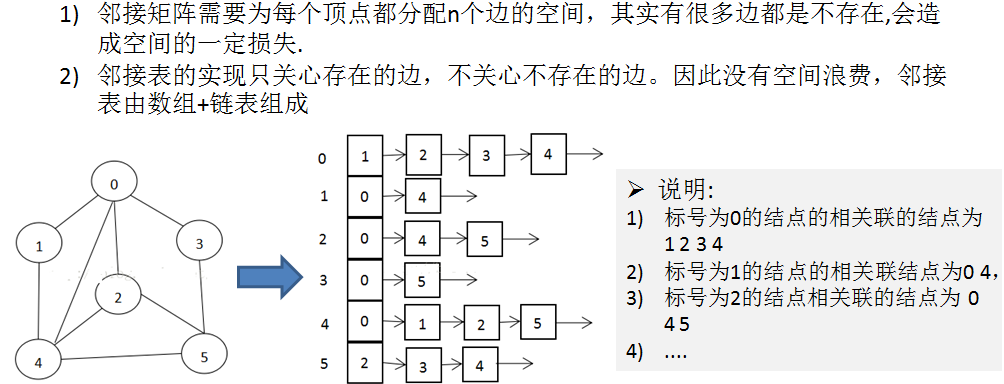 1) 邻接矩阵需要为每个顶点都分配n个边的空间，其实有很多边都是不存在,会造
成空间的一定损失.
2) 邻接表的实现只关心存在的边，不关心不存在的边。因此没有空间浪费，邻接
表由数组+链表组成
0
1
3
2
4
5
0 1 2 3 4
1 0 4
2 0 4 5
3 0 5
4 0 1 2 5
5 2 3 4
➢ 说明:
1) 标号为0的结点的相关联的结点为
1 2 3 4
2) 标号为1的结点的相关联结点为0 4，
3) 标号为2的结点相关联的结点为 0
4 5
4) ....